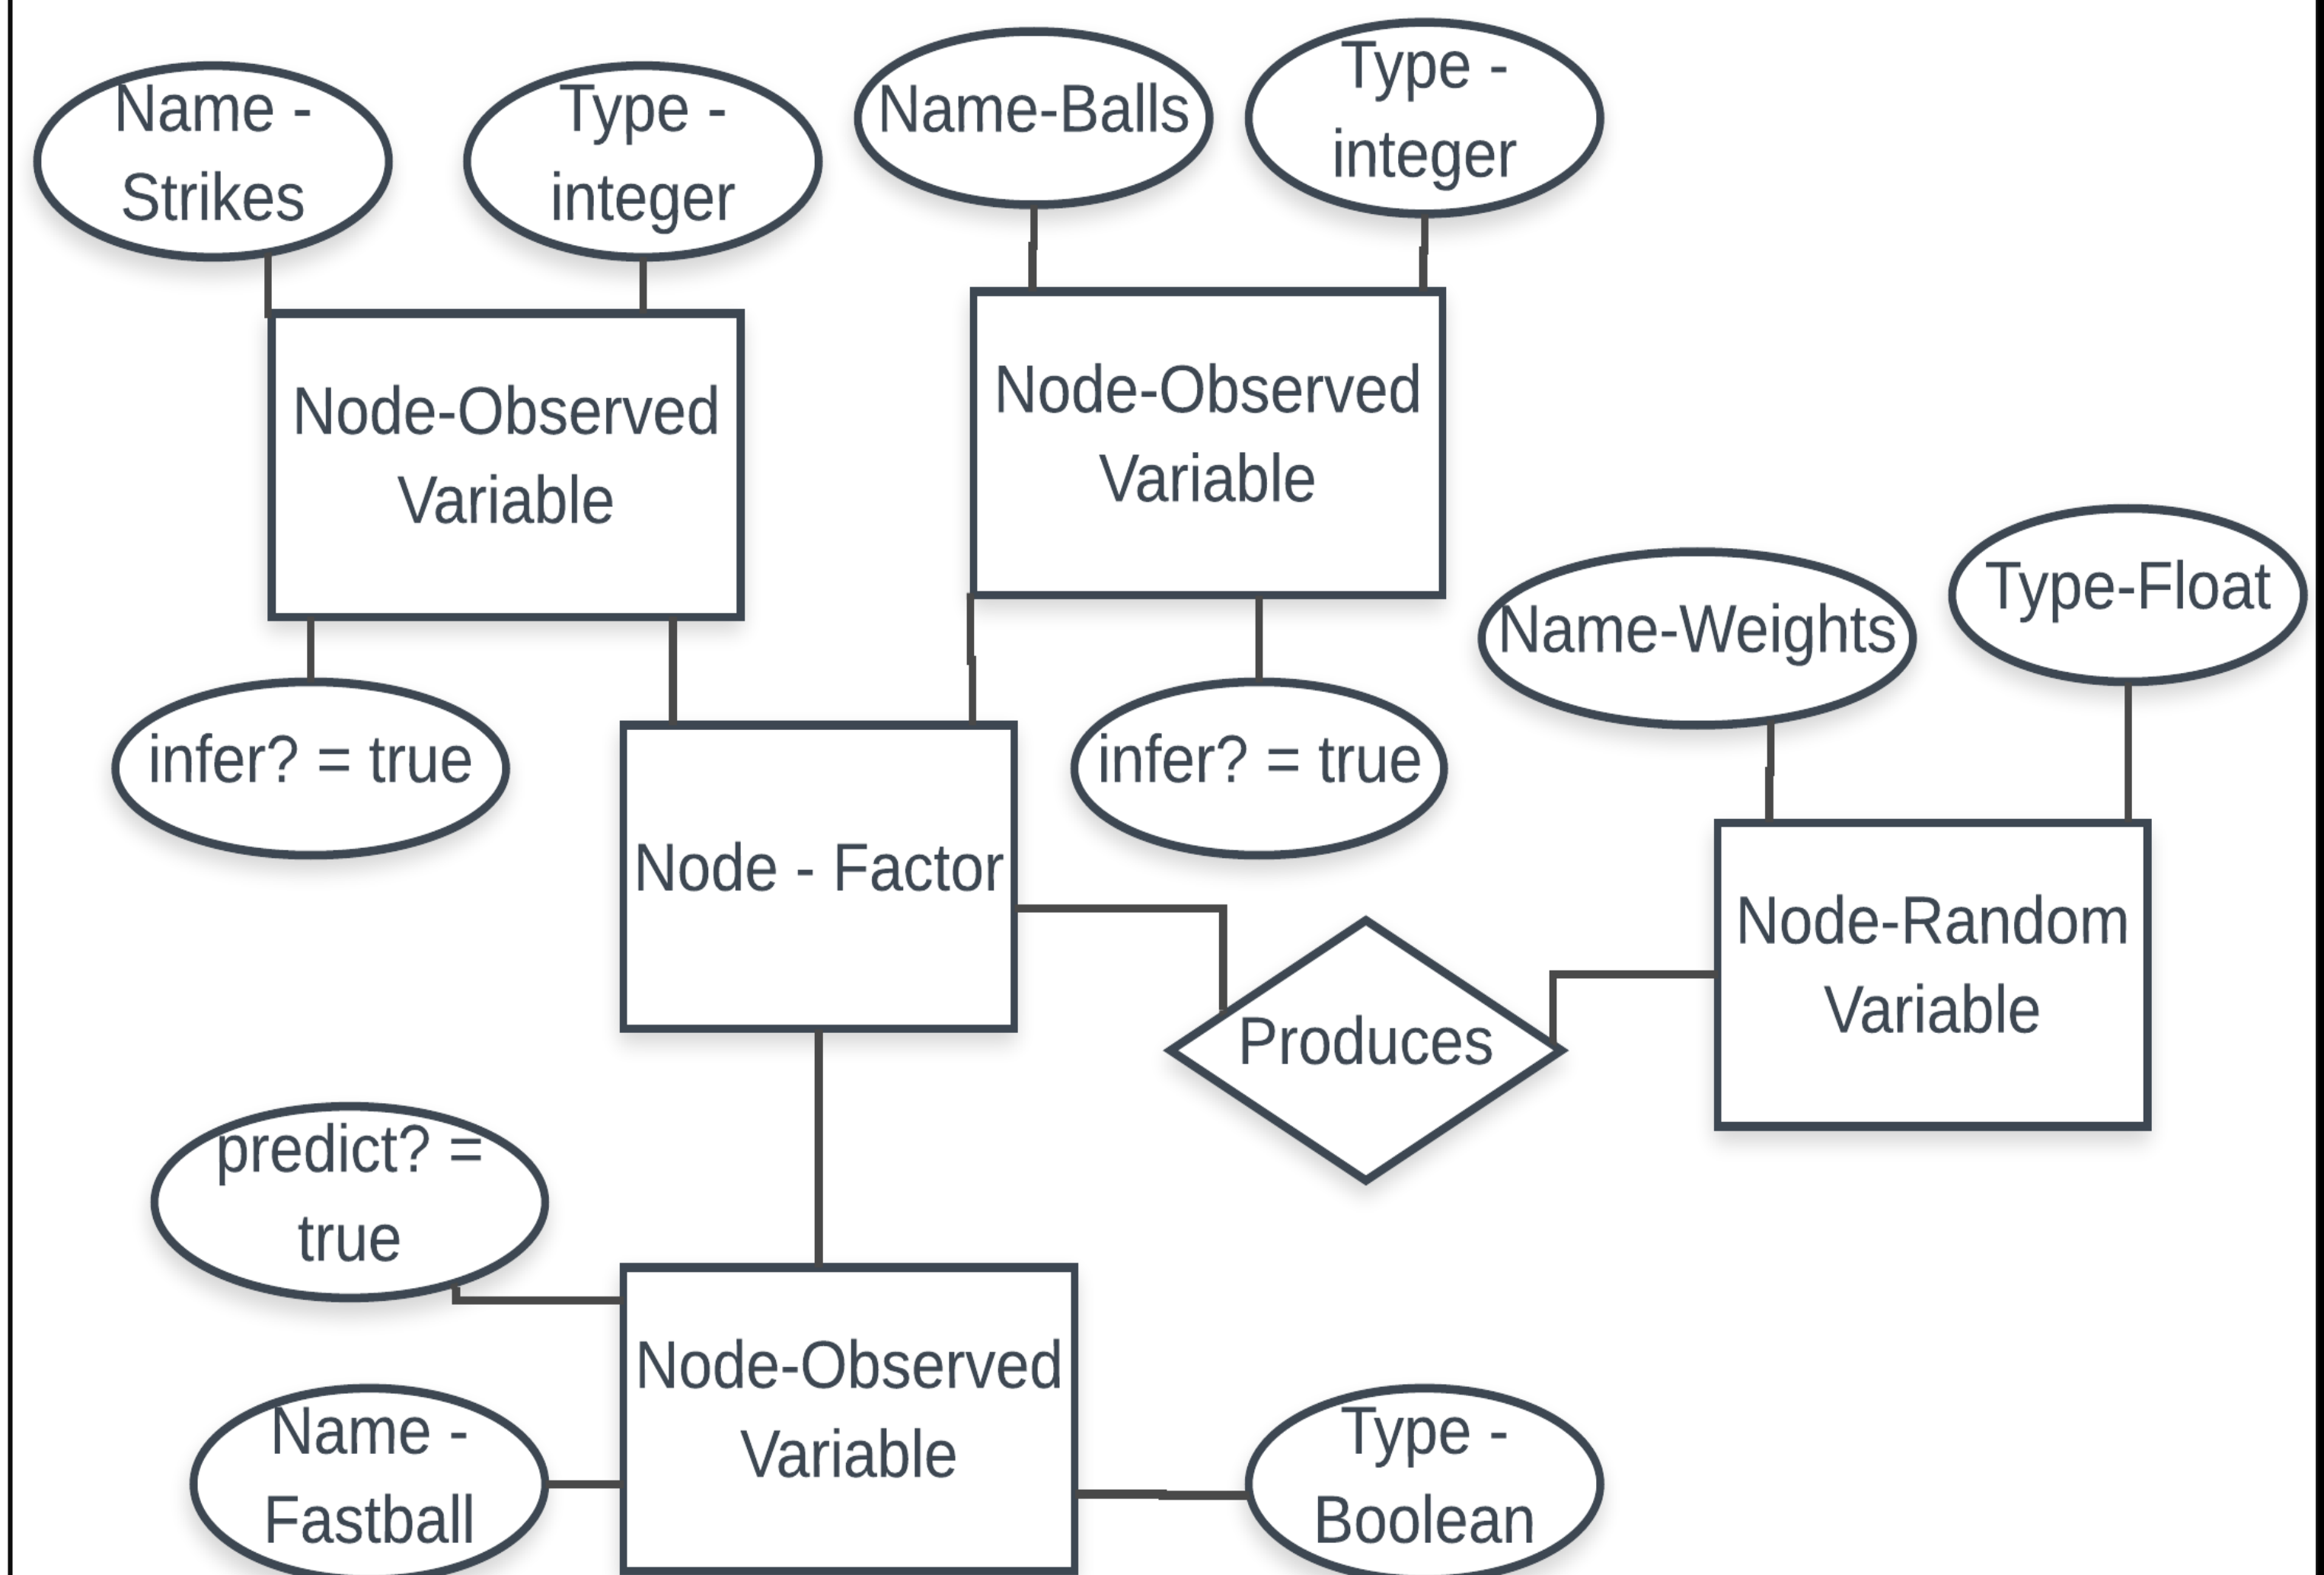 Name -
Strikes
Type -
integer
Name-Balls
Type -
integer
Node-Observed
Variable
Node-Observed
Variable
Name-Weights
Type-Float
infer? = true
infer? = true
Node - Factor
Node-Random
Variable
Produces
predict? =
true
Node-Observed
Variable
Name -
Fastball
Type -
Boolean